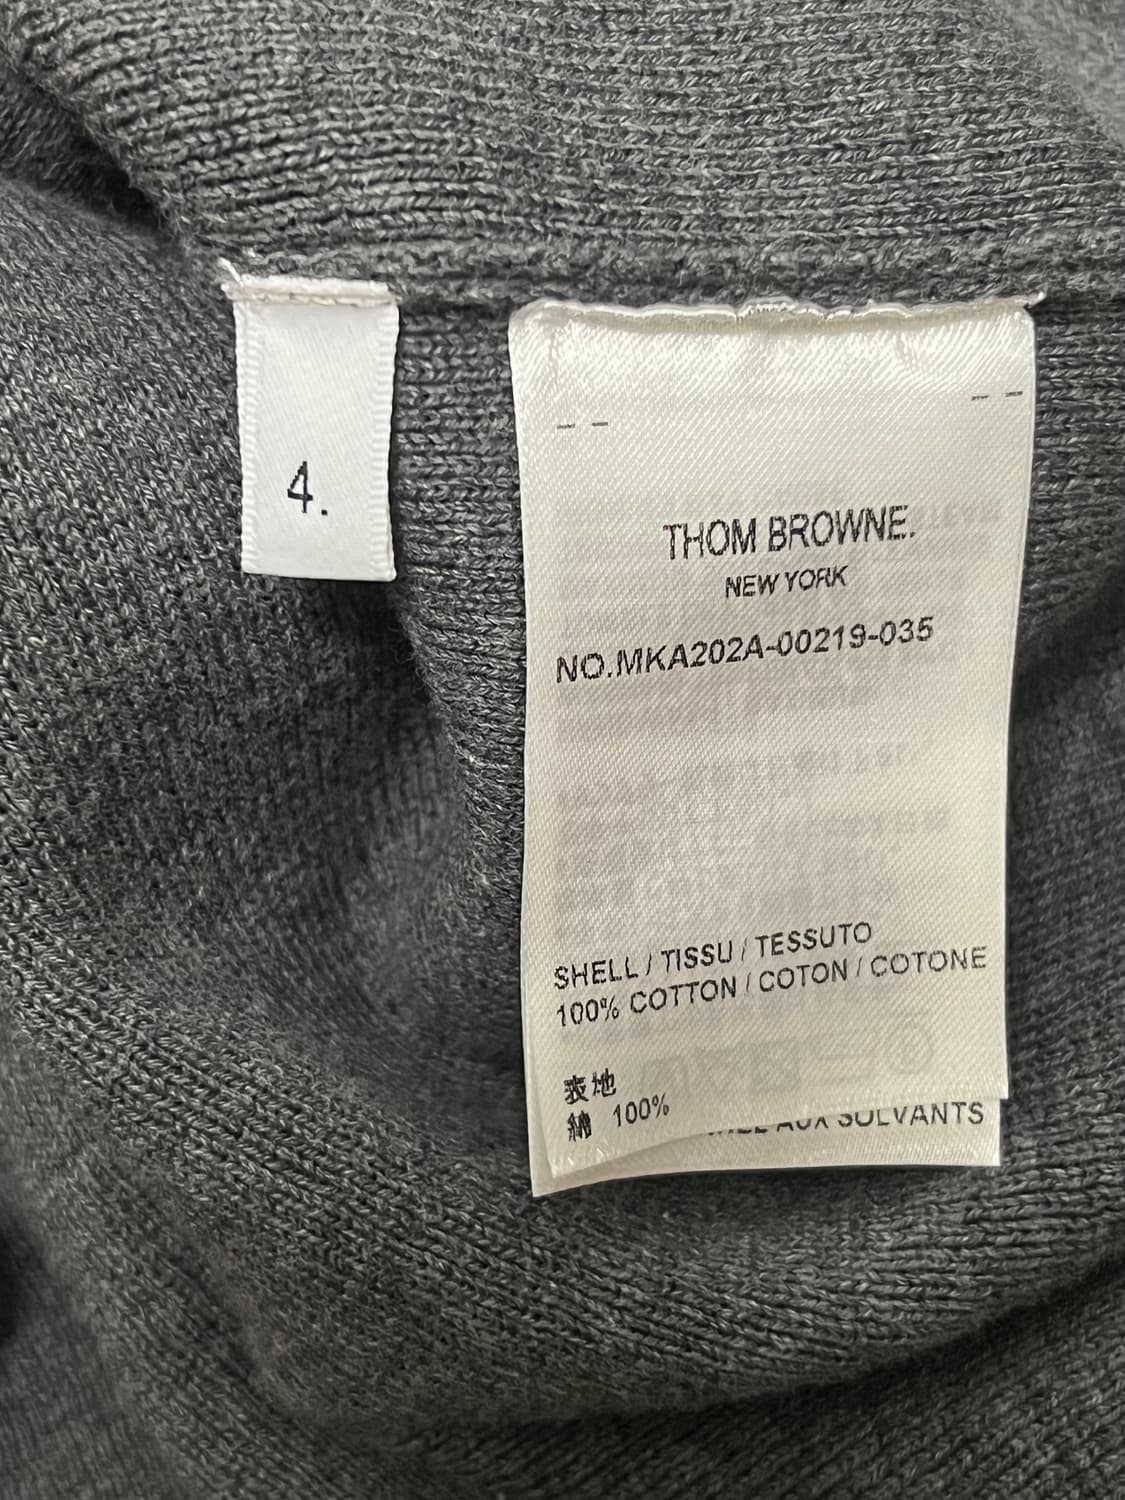 4.
THOM BROWNE.
NEW YORK
NO.MKA202A-00219-035
SHELL / TISSU / TESSUTO
100% COTTON / COTON / COTONE
表地
綿 100%
AUX SOLVANTS